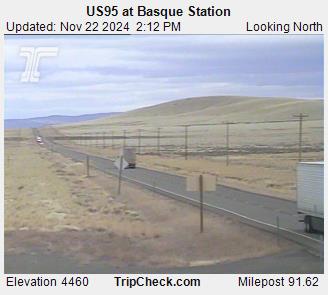 US95 at Basque Station
Updated: Nov 22 2024 2:12 PM Looking North
Elevation 4460 TripCheck.com Milepost 91.62